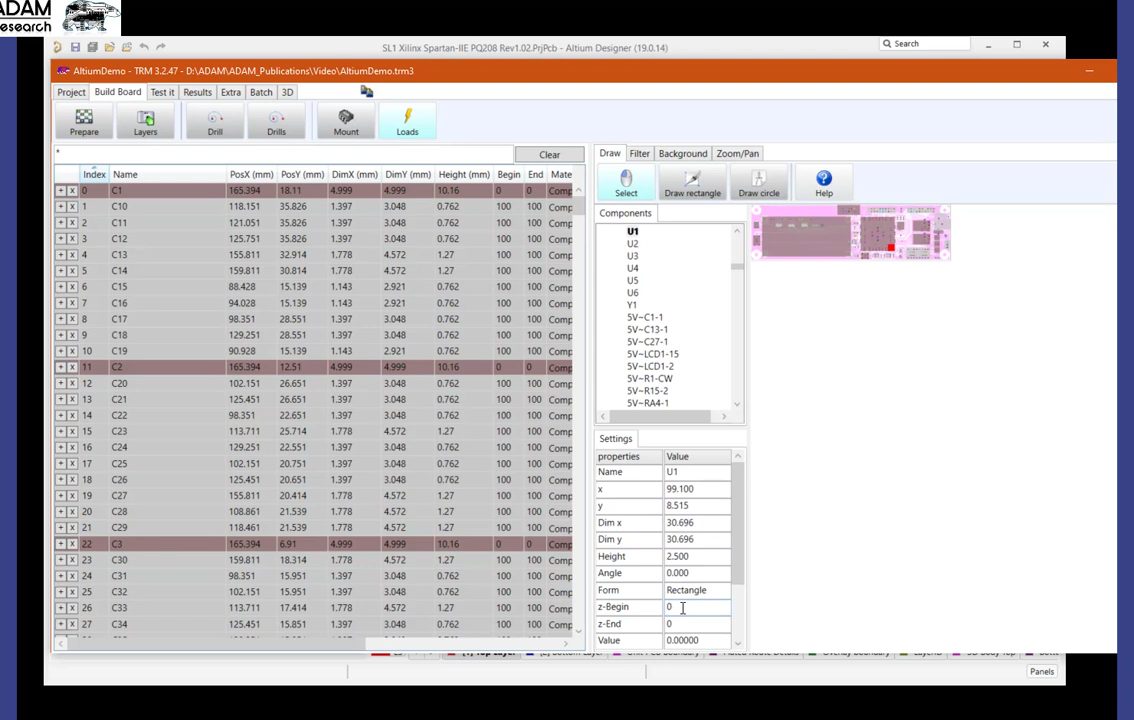 ADAM
esearch
SL1 Xilinx Spartan-IIE PQ208 Rev1.02.PrjPcb - Altium Designer (19.0.14)
Search
AltiumDemo - TRM 3.2.47 - D:\ADAM\ADAM_Publications\Video\AltiumDemo.trm3
Project Build Board Test it Results Extra Batch 3D
Prepare Layers Drill Drills Mount Loads
* Clear
Index Name PosX (mm) PosY (mm) DimX (mm) DimY (mm) Height (mm) Begin End Mate
+ x 0 C1 165.394 18.11 4.999 4.999 10.16 0 0 Comp
+ x 1 C10 118.151 35.826 1.397 3.048 0.762 100 100 Comp
+ x 2 C11 121.051 35.826 1.397 3.048 0.762 100 100 Comp
+ x 3 C12 125.751 35.826 1.397 3.048 0.762 100 100 Comp
+ x 4 C13 155.811 32.914 1.778 4.572 1.27 100 100 Comp
+ x 5 C14 159.811 30.814 1.778 4.572 1.27 100 100 Comp
+ x 6 C15 88.428 15.139 1.143 2.921 0.762 100 100 Comp
+ x 7 C16 94.028 15.139 1.143 2.921 0.762 100 100 Comp
+ x 8 C17 98.351 28.551 1.397 3.048 0.762 100 100 Comp
+ x 9 C18 129.251 28.551 1.397 3.048 0.762 100 100 Comp
+ x 10 C19 90.928 15.139 1.143 2.921 0.762 100 100 Comp
+ x 11 C2 165.394 12.51 4.999 4.999 10.16 0 0 Comp
+ x 12 C20 102.151 26.651 1.397 3.048 0.762 100 100 Comp
+ x 13 C21 125.451 26.651 1.397 3.048 0.762 100 100 Comp
+ x 14 C22 98.351 22.651 1.397 3.048 0.762 100 100 Comp
+ x 15 C23 113.711 25.714 1.778 4.572 1.27 100 100 Comp
+ x 16 C24 129.251 22.551 1.397 3.048 0.762 100 100 Comp
+ x 17 C25 102.151 20.751 1.397 3.048 0.762 100 100 Comp
+ x 18 C26 125.451 20.651 1.397 3.048 0.762 100 100 Comp
+ x 19 C27 155.811 20.414 1.778 4.572 1.27 100 100 Comp
+ x 20 C28 108.861 21.539 1.397 3.048 0.762 100 100 Comp
+ x 21 C29 118.461 21.539 1.397 3.048 0.762 100 100 Comp
+ x 22 C3 165.394 6.91 4.999 4.999 10.16 0 0 Comp
+ x 23 C30 159.811 18.314 1.778 4.572 1.27 100 100 Comp
+ x 24 C31 98.351 15.951 1.397 3.048 0.762 100 100 Comp
+ x 25 C32 102.151 15.951 1.397 3.048 0.762 100 100 Comp
+ x 26 C33 113.711 17.414 1.778 4.572 1.27 100 100 Comp
+ x 27 C34 125.451 15.951 1.397 3.048 0.762 100 100 Comp
Draw Filter Background Zoom/Pan
Select Draw rectangle Draw circle Help
Components
U1
U2
U3
U4
U5
U6
Y1
5V~C1-1
5V~C13-1
5V~C27-1
5V~LCD1-15
5V~LCD1-2
5V~R1-CW
5V~R15-2
5V~RA4-1
Settings
properties Value
Name U1
x 99.100
y 8.515
Dim x 30.696
Dim y 30.696
Height 2.500
Angle 0.000
Form Rectangle
z-Begin 0
z-End 0
Value 0.00000
Panels